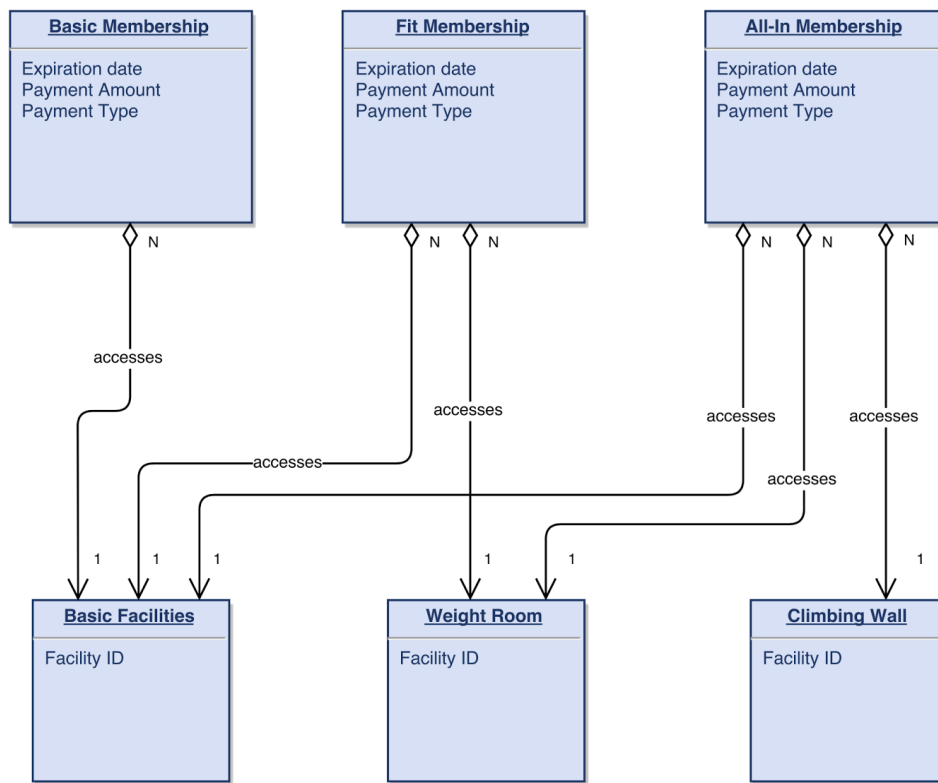 Basic Membership
Expiration date
Payment Amount
Payment Type
Fit Membership
Expiration date
Payment Amount
Payment Type
All-In Membership
Expiration date
Payment Amount
Payment Type
N
N
N
N
N
N
accesses
accesses
accesses
accesses
accesses
accesses
1
1
1
1
1
1
Basic Facilities
Facility ID
Weight Room
Facility ID
Climbing Wall
Facility ID